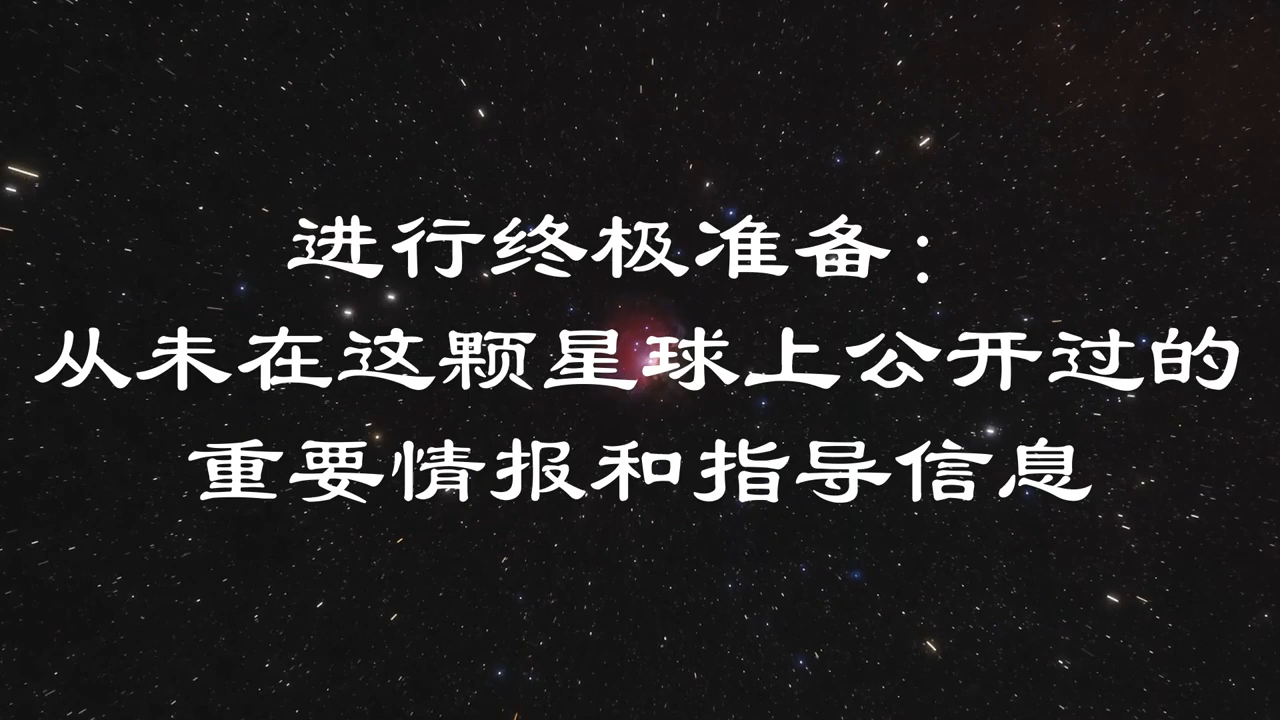 进行终极准备：
从未在这颗星球上公开过的
重要情报和指导信息